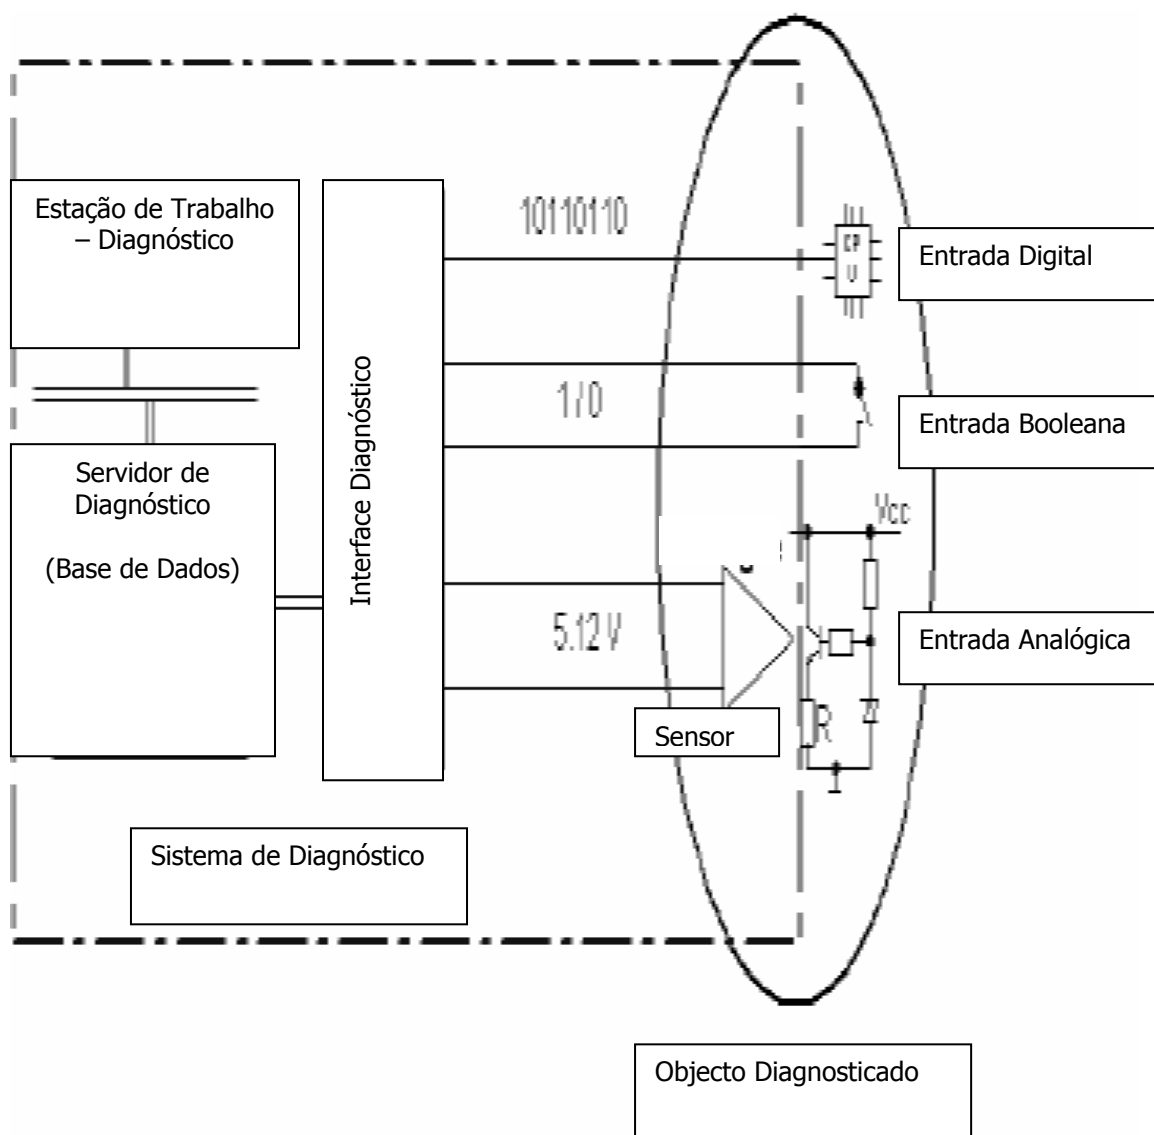 Estação de Trabalho
– Diagnóstico
Servidor de
Diagnóstico
(Base de Dados)
Interface Diagnóstico
10110110
1/0
5.12 V
CP
U
Vcc
R
Sensor
Entrada Digital
Entrada Booleana
Entrada Analógica
Sistema de Diagnóstico
Objecto Diagnosticado